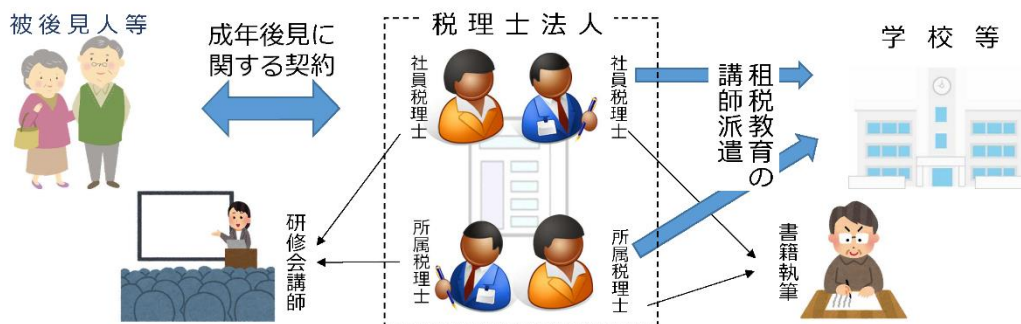 被後見人等
成年後見に
関する契約
税理士法人
学校等
社員税理士
社員税理士
租税教育の
講師派遣
研修会講師
所属税理士
所属税理士
書籍執筆